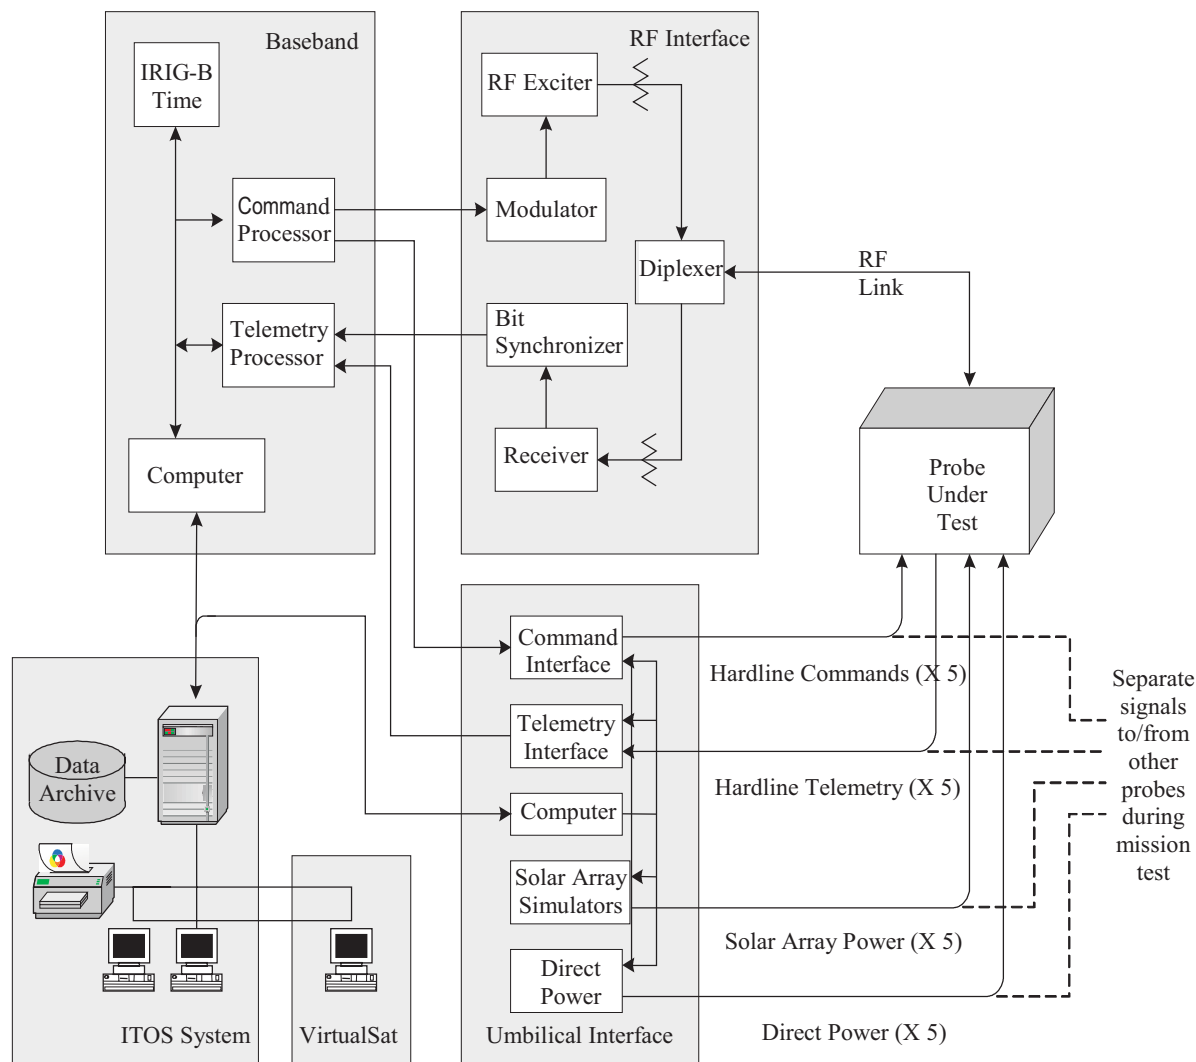 Baseband
IRIG-B
Time
Command
Processor
Telemetry
Processor
Computer
RF Interface
RF Exciter
Modulator
Diplexer
Bit
Synchronizer
Receiver
RF
Link
Probe
Under
Test
Command
Interface
Telemetry
Interface
Computer
Solar Array
Simulators
Direct
Power
Umbilical Interface
Hardline Commands (X 5)
Hardline Telemetry (X 5)
Solar Array Power (X 5)
Direct Power (X 5)
Separate
signals
to/from
other
probes
during
mission
test
Data
Archive
ITOS System
VirtualSat